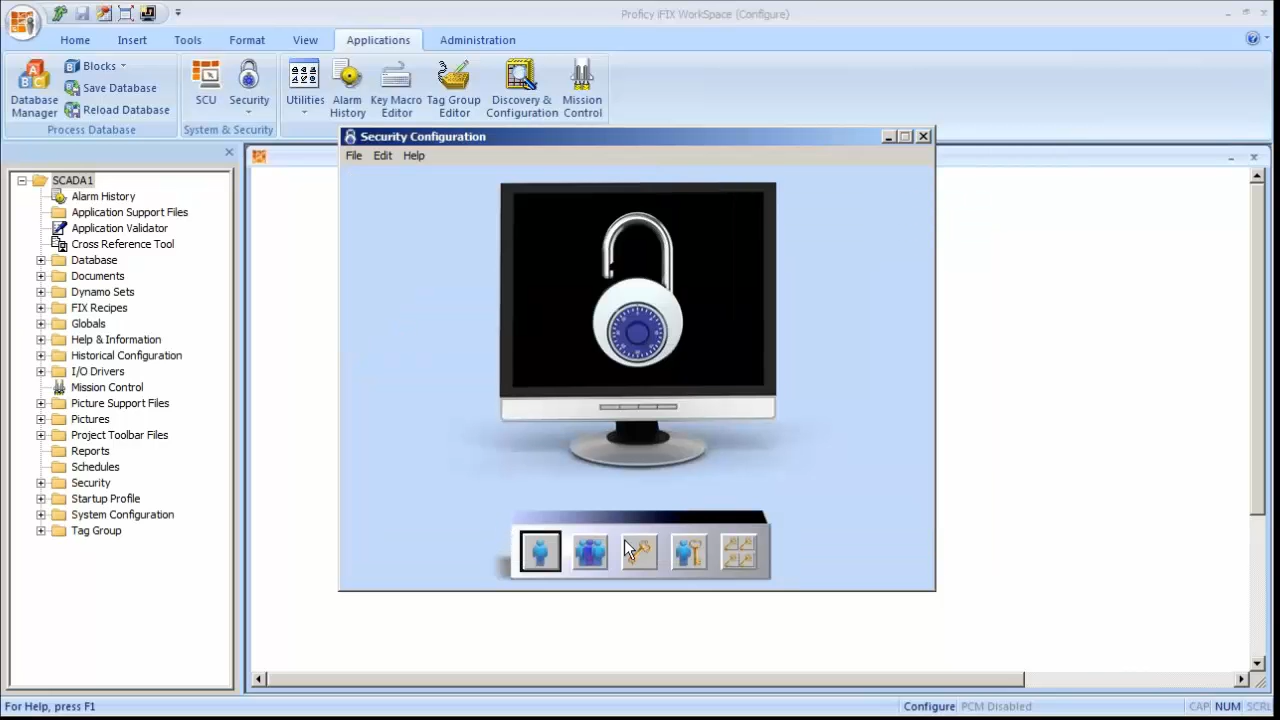 Proficy iFIX WorkSpace (Configure)
Home Insert Tools Format View Applications Administration
Database Manager
Blocks
Save Database
Reload Database
SCU
Security
Utilities
Alarm History
Key Macro Editor
Tag Group Editor
Discovery & Configuration
Mission Control
Process Database
System & Security
Security Configuration
File Edit Help
SCADA1
Alarm History
Application Support Files
Application Validator
Cross Reference Tool
Database
Documents
Dynamo Sets
FIX Recipes
Globals
Help & Information
Historical Configuration
I/O Drivers
Mission Control
Picture Support Files
Pictures
Project Toolbar Files
Reports
Schedules
Security
Startup Profile
System Configuration
Tag Group
For Help, press F1
Configure PCM Disabled CAP NUM SCRL